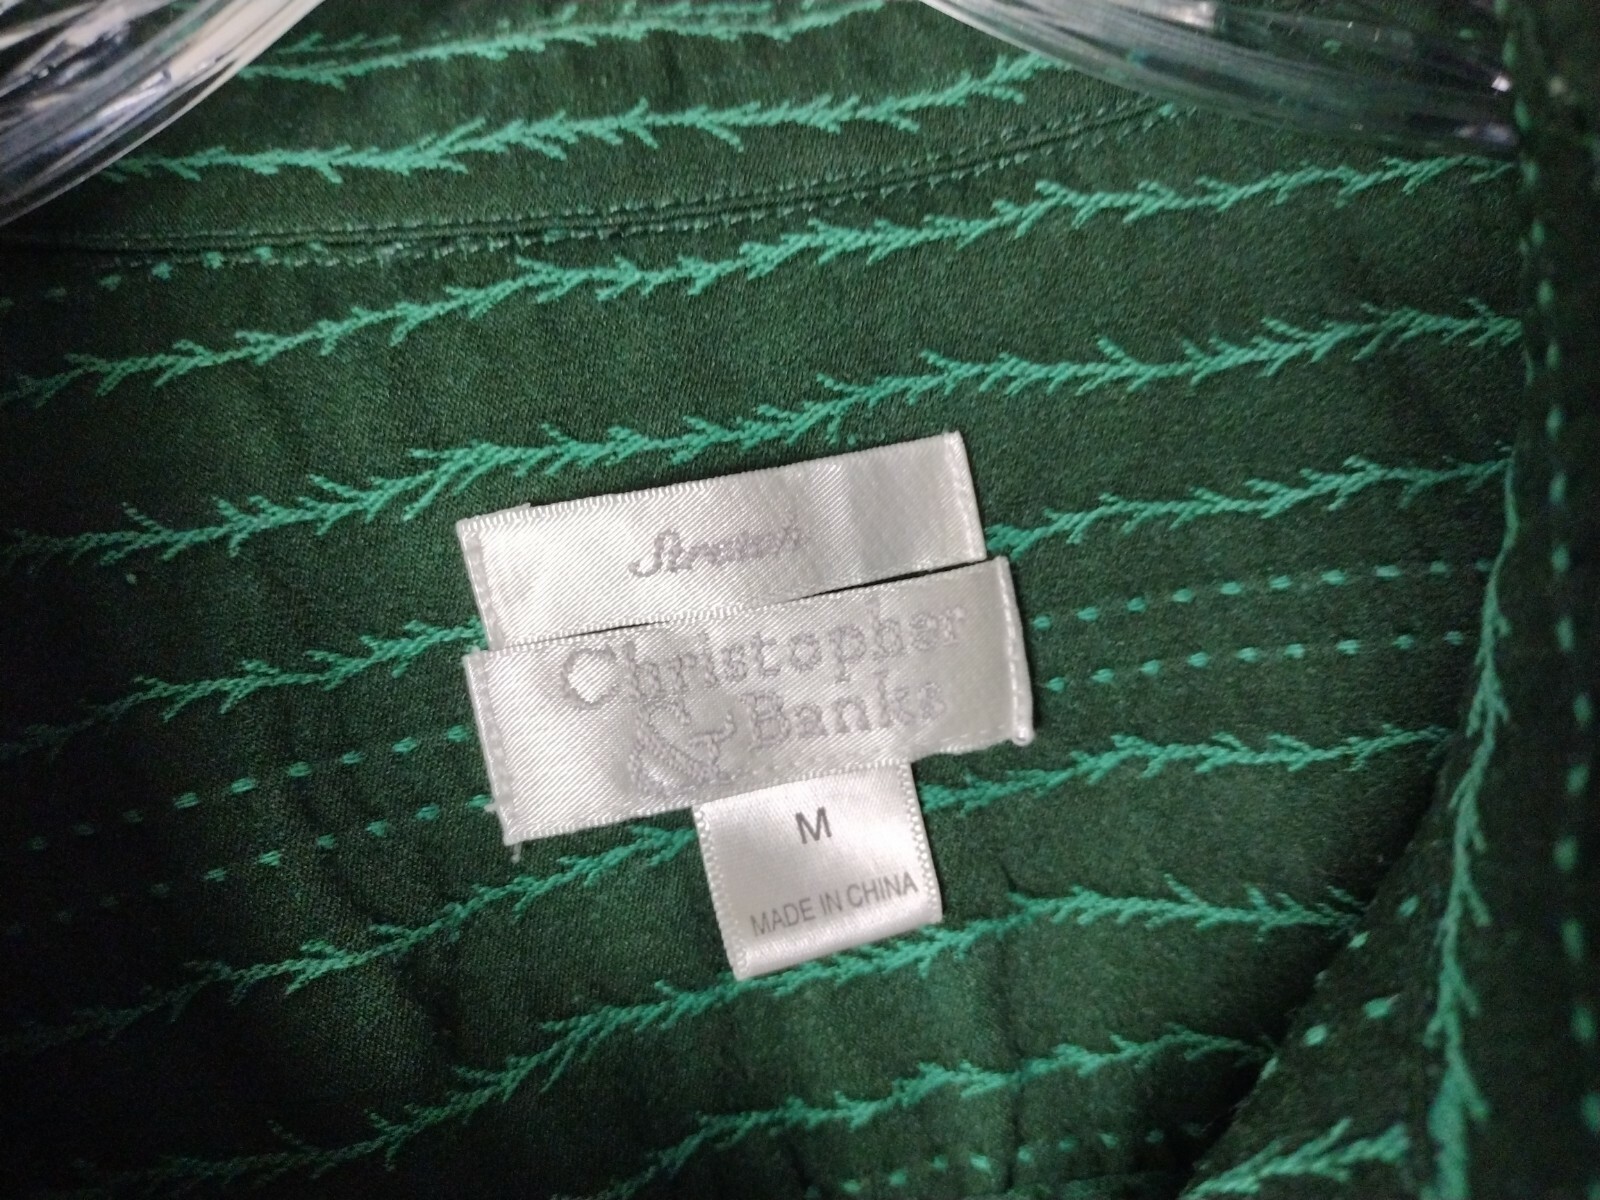 Stretch
Christopher
& Banks
M
MADE IN CHINA